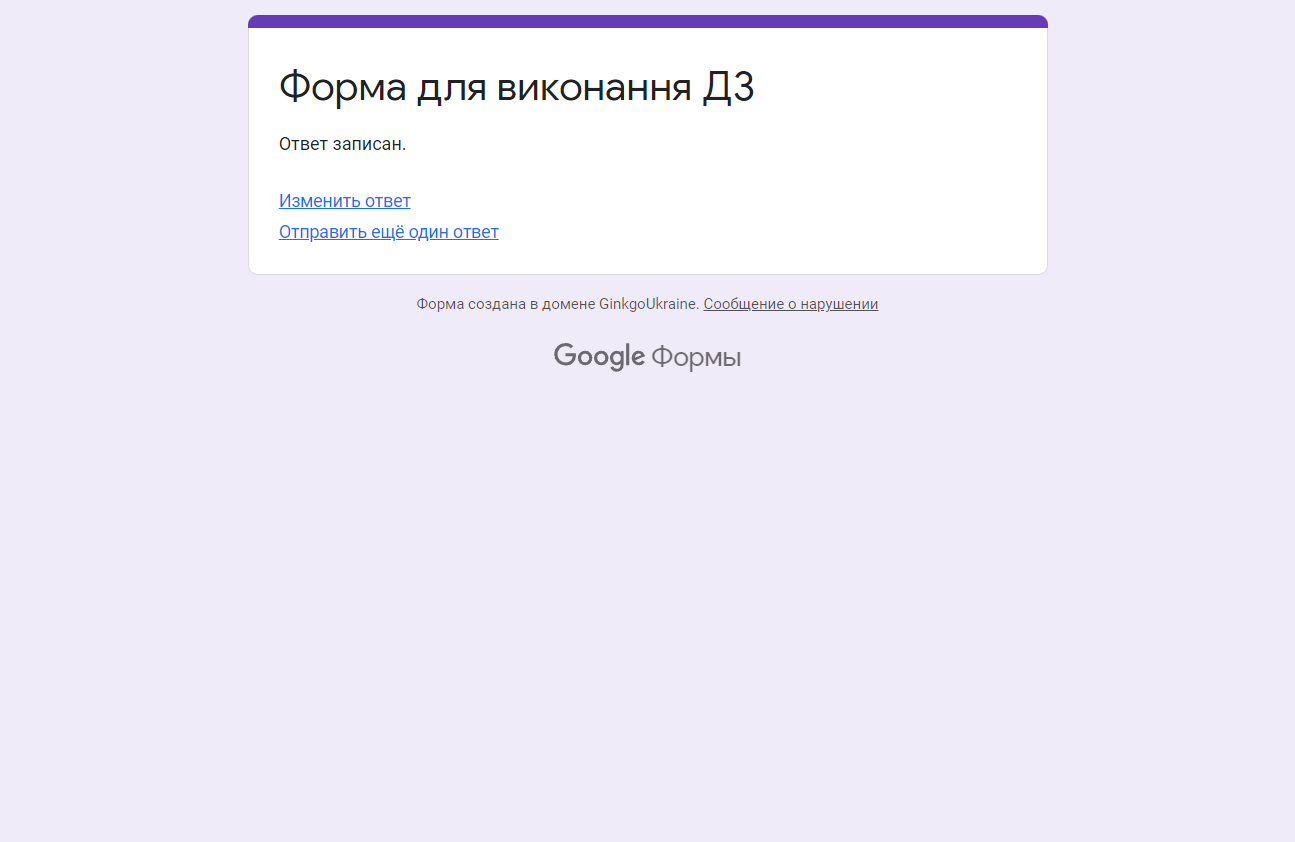 Форма для виконання ДЗ
Ответ записан.
Изменить ответ
Отправить ещё один ответ
Форма создана в домене GinkgoUkraine. Сообщение о нарушении
Google Формы